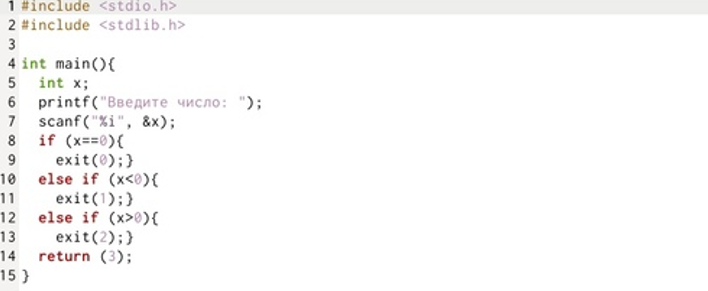 1 #include <stdio.h>
2 #include <stdlib.h>
3
4 int main(){
5   int x;
6   printf("Введите число: ");
7   scanf("%i", &x);
8   if (x==0){
9     exit(0);}
10   else if (x<0){
11     exit(1);}
12   else if (x>0){
13     exit(2);}
14   return (3);
15 }